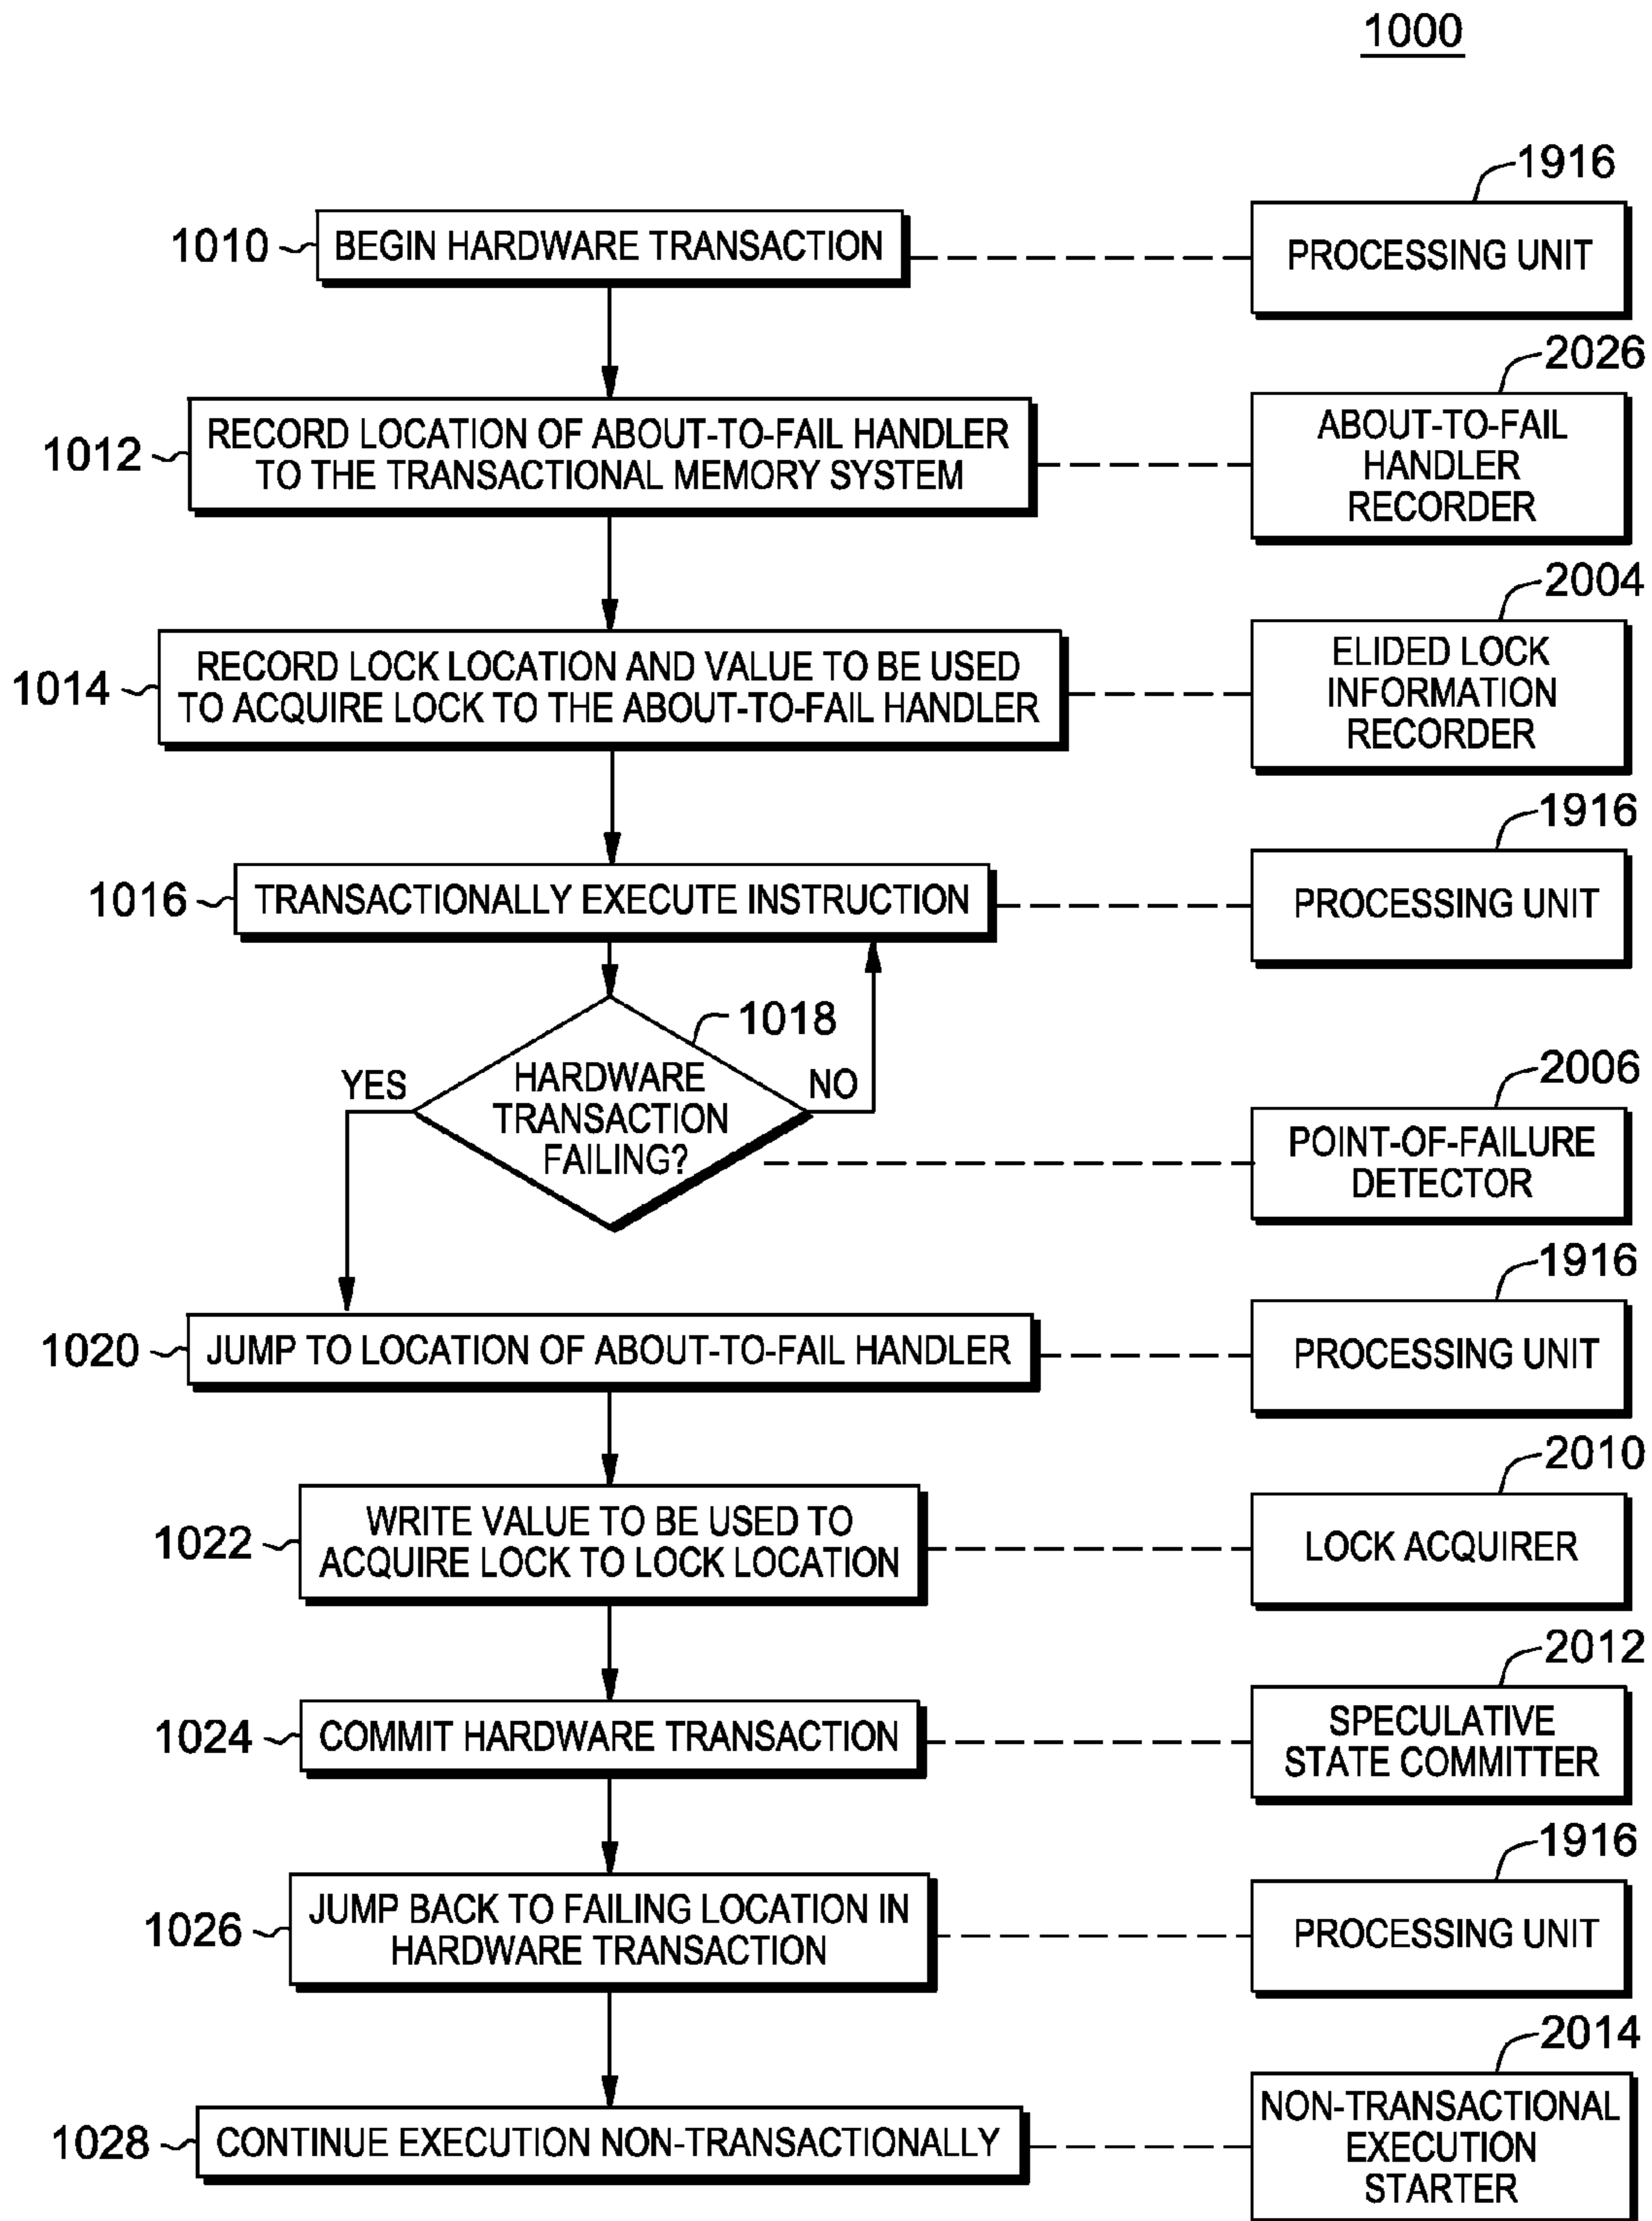 1000
1916
1010
BEGIN HARDWARE TRANSACTION
PROCESSING UNIT
2026
1012
RECORD LOCATION OF ABOUT-TO-FAIL HANDLER
TO THE TRANSACTIONAL MEMORY SYSTEM
ABOUT-TO-FAIL
HANDLER
RECORDER
2004
1014
RECORD LOCK LOCATION AND VALUE TO BE USED
TO ACQUIRE LOCK TO THE ABOUT-TO-FAIL HANDLER
ELIDED LOCK
INFORMATION
RECORDER
1916
1016
TRANSACTIONALLY EXECUTE INSTRUCTION
PROCESSING UNIT
1018
YES
HARDWARE
TRANSACTION
FAILING?
NO
2006
POINT-OF-FAILURE
DETECTOR
1916
1020
JUMP TO LOCATION OF ABOUT-TO-FAIL HANDLER
PROCESSING UNIT
2010
1022
WRITE VALUE TO BE USED TO
ACQUIRE LOCK TO LOCK LOCATION
LOCK ACQUIRER
2012
1024
COMMIT HARDWARE TRANSACTION
SPECULATIVE
STATE COMMITTER
1916
1026
JUMP BACK TO FAILING LOCATION IN
HARDWARE TRANSACTION
PROCESSING UNIT
2014
1028
CONTINUE EXECUTION NON-TRANSACTIONALLY
NON-TRANSACTIONAL
EXECUTION
STARTER